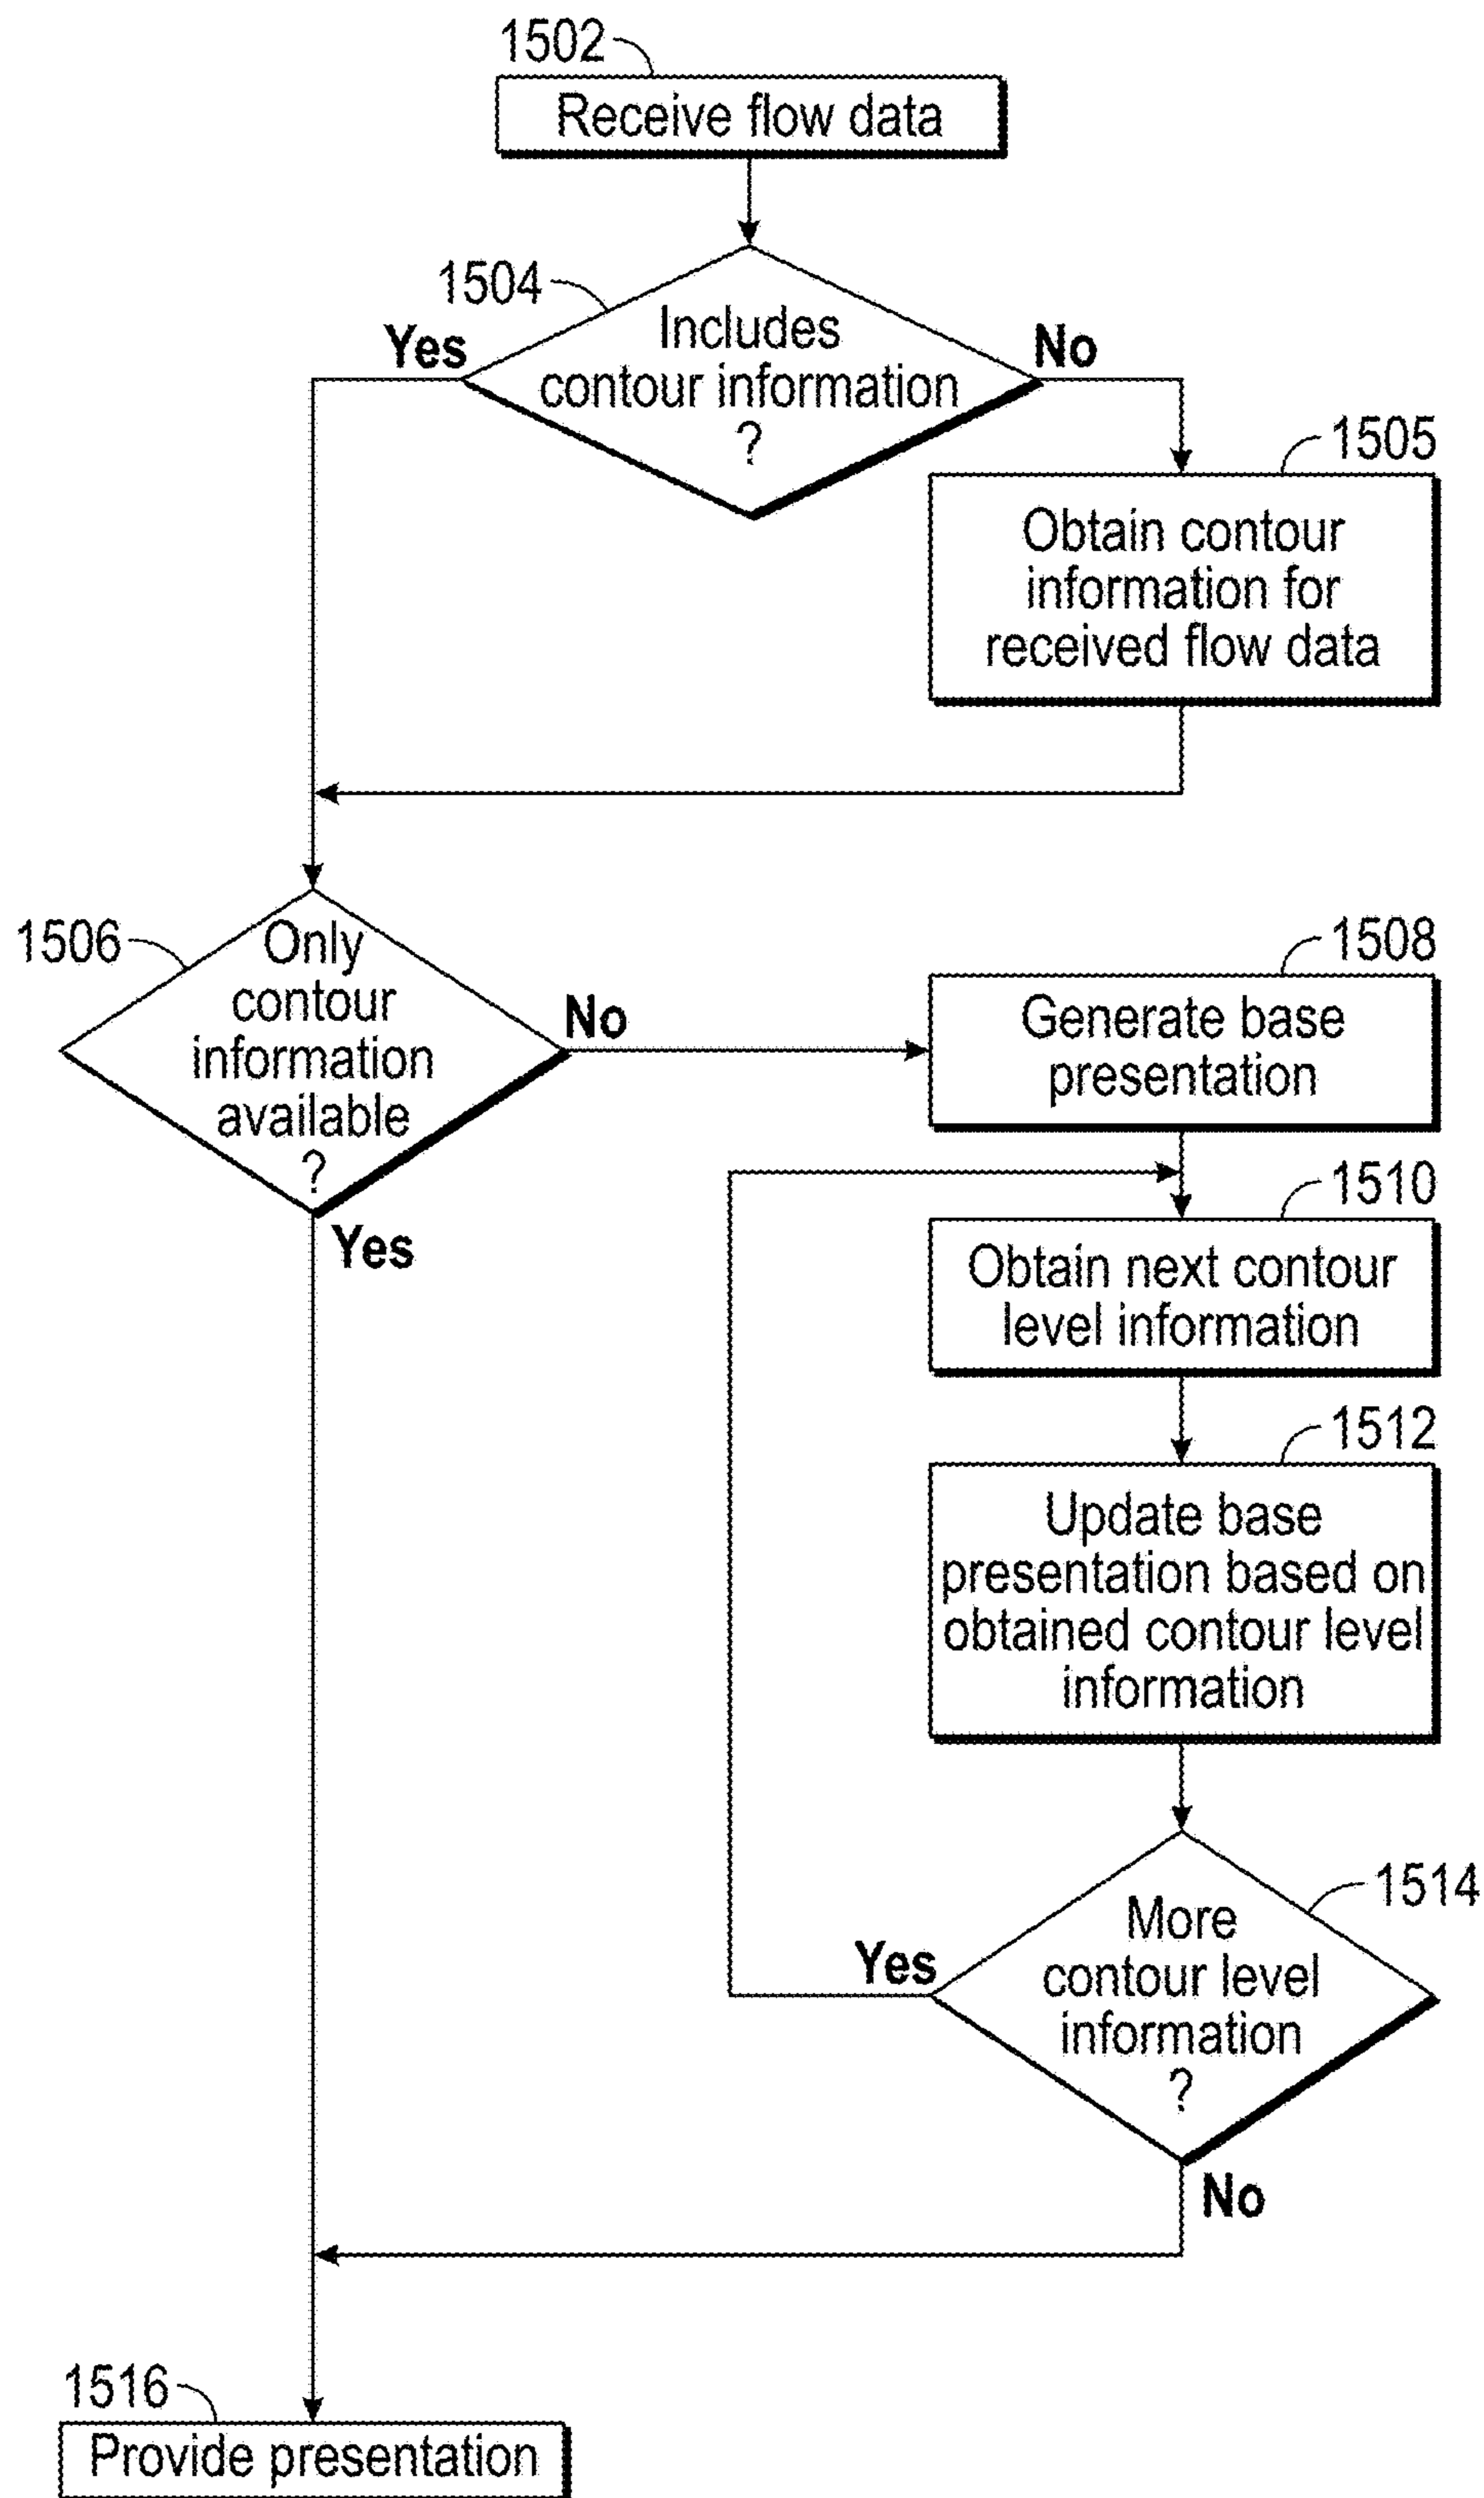 1502
Receive flow data
1504
Includes
contour information
?
Yes
No
1505
Obtain contour
information for
received flow data
1506
Only
contour
information
available
?
No
Yes
1508
Generate base
presentation
1510
Obtain next contour
level information
1512
Update base
presentation based on
obtained contour level
information
1514
More
contour level
information
?
Yes
No
1516
Provide presentation